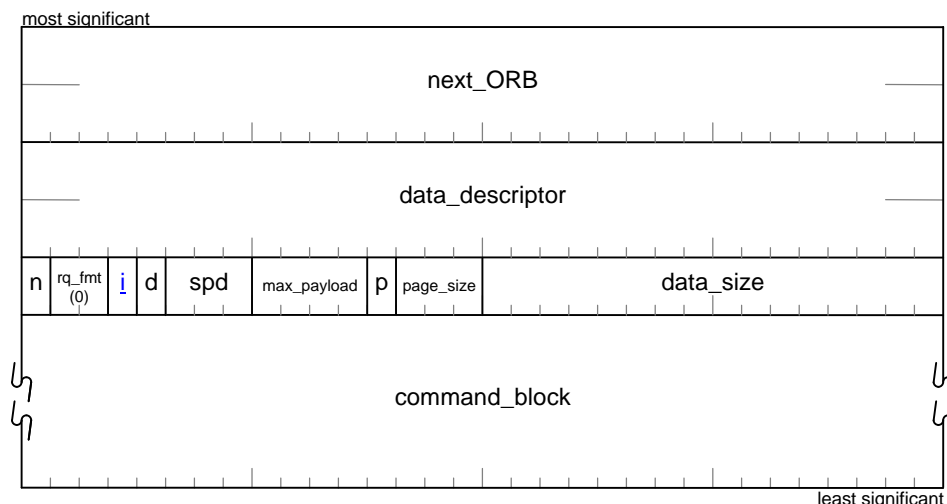 most significant
next_ORB
data_descriptor
n rq_fmt (0) i d spd max_payload p page_size data_size
command_block
least significant